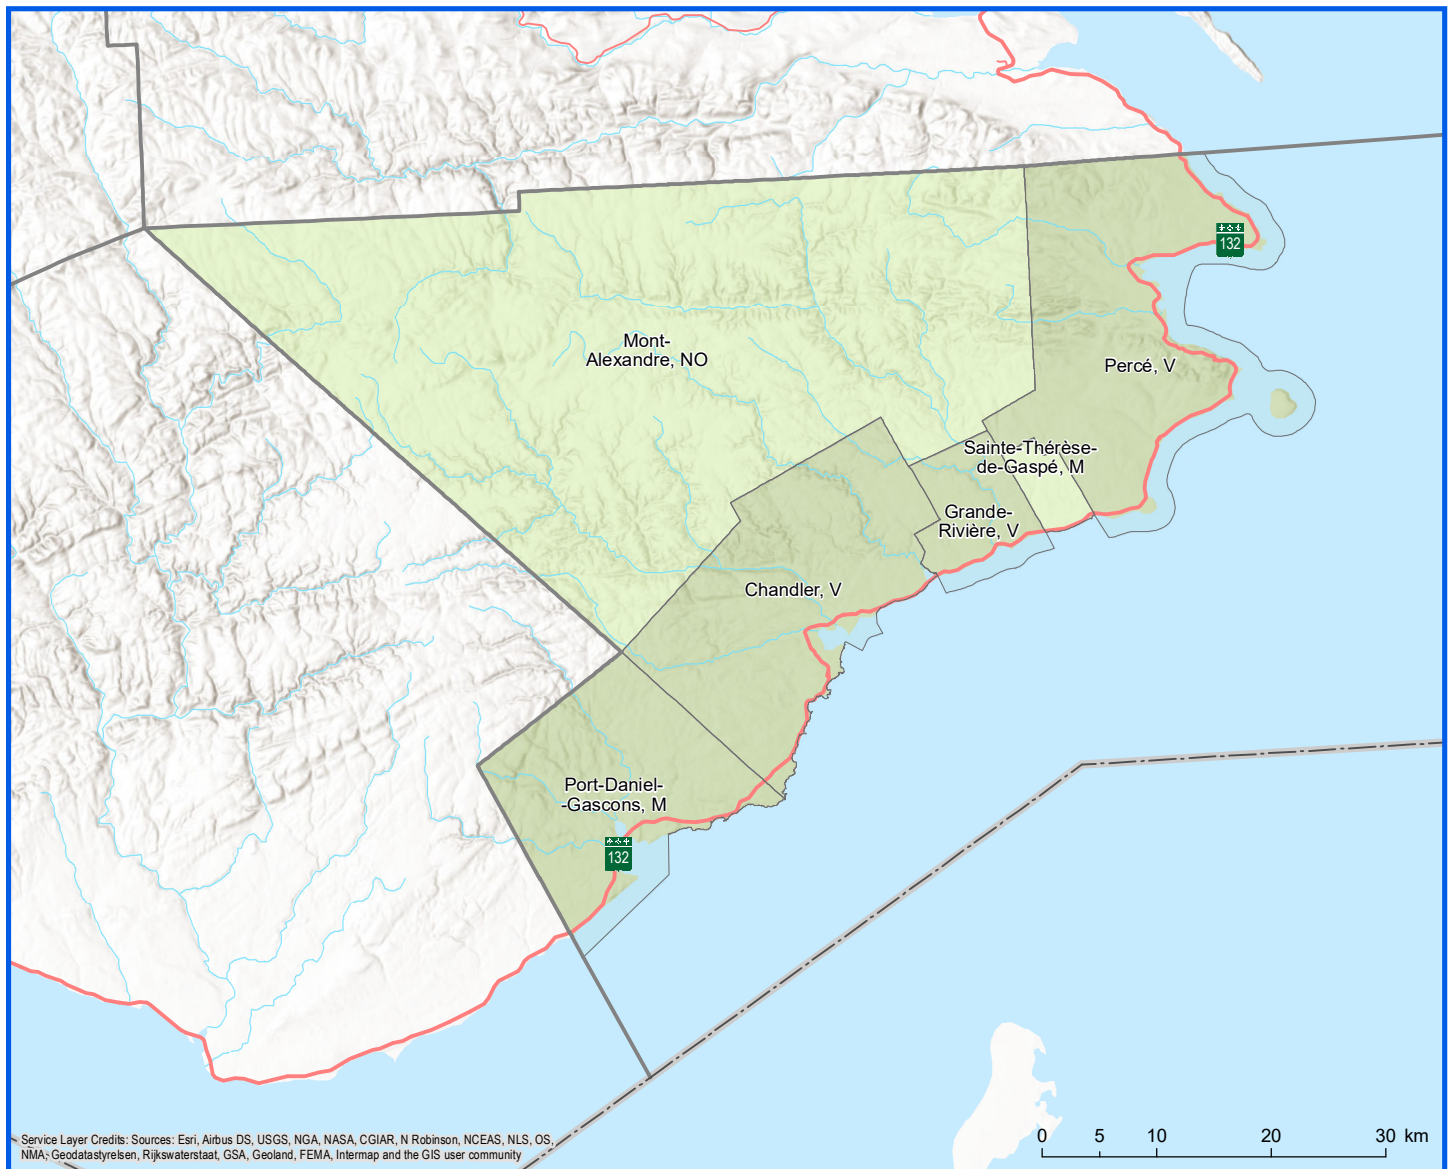 132
Mont-
Alexandre, NO
Percé, V
Sainte-Thérèse-
de-Gaspé, M
Grande-
Rivière, V
Chandler, V
Port-Daniel-
-Gascons, M
132
0 5 10 20 30 km
Service Layer Credits: Sources: Esri, Airbus DS, USGS, NGA, NASA, CGIAR, N Robinson, NCEAS, NLS, OS,
NMA, Geodatastyrelsen, Rijkswaterstaat, GSA, Geoland, FEMA, Intermap and the GIS user community